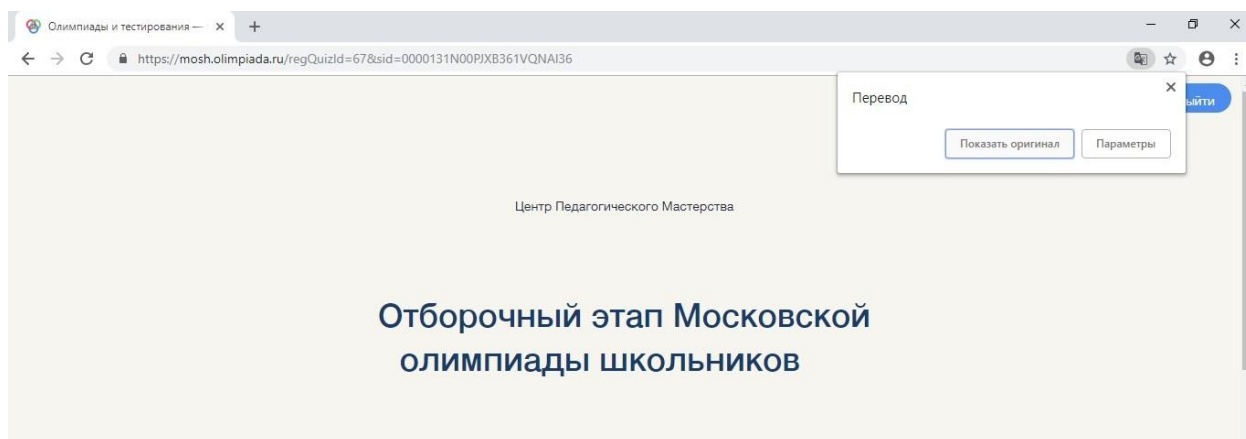 Олимпиады и тестирования —
https://mosh.olimpiada.ru/regQuizId=67&sid=0000131N00PJXB361VQNAI36
Перевод
ыйти
Показать оригинал
Параметры
Центр Педагогического Мастерства
Отборочный этап Московской
олимпиады школьников